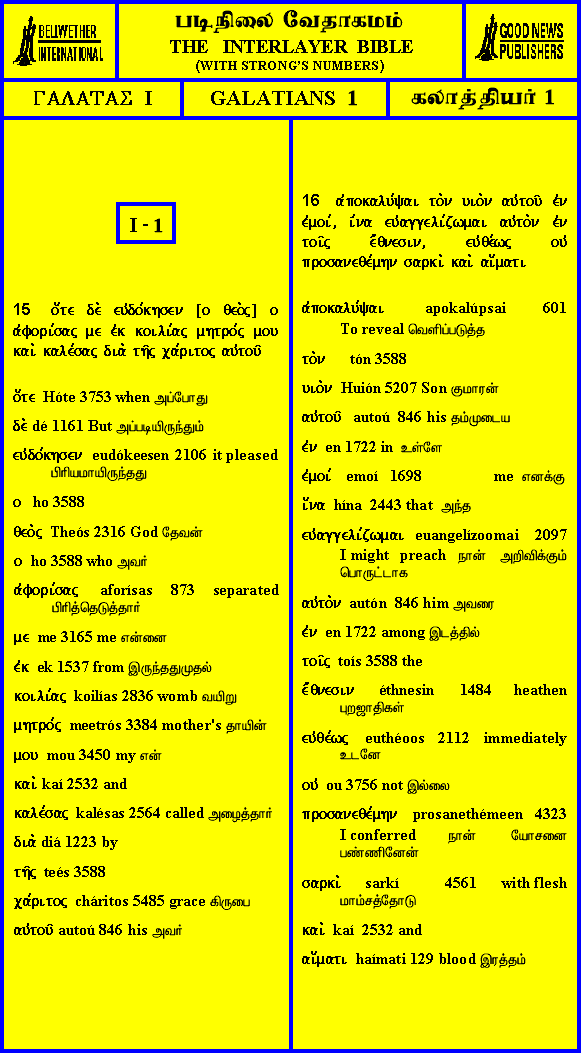 BELLWETHER
INTERNATIONAL
படிநிலை வேதாகமம்
THE INTERLAYER BIBLE
(WITH STRONG'S NUMBERS)
GOOD NEWS
PUBLISHERS
ΓΑΛΑΤΑΣ Ι
GALATIANS 1
கலாத்தியர் 1
I - 1
15 ὅτε δὲ εὐδόκησεν [ο θεὸς] ο
ἀφορίσας με ἐκ κοιλίας μητρός μου
καὶ καλέσας διὰ τῆς χάριτος αὐτοῦ
ὅτε Hóte 3753 when அப்போது
δὲ dé 1161 But அப்படியிருந்தும்
εὐδόκησεν eudókeesen 2106 it pleased
பிரியமாயிருந்தது
ο ho 3588
θεὸς Theós 2316 God தேவன்
ο ho 3588 who அவர்
ἀφορίσας aforísas 873 separated
பிரித்தெடுத்தார்
με me 3165 me என்னை
ἐκ ek 1537 from இருந்ததுமுதல்
κοιλίας koilías 2836 womb வயிறு
μητρός meetrós 3384 mother's தாயின்
μου mou 3450 my என்
καὶ kaí 2532 and
καλέσας kalésas 2564 called அழைத்தார்
διὰ diá 1223 by
τῆς teés 3588
χάριτος cháritos 5485 grace கிருபை
αὐτοῦ autoú 846 his அவர்
16 ἀποκαλύψαι τὸν υιὸν αὐτοῦ ἐν
ἐμοί, ἵνα εὐαγγελίζωμαι αὐτὸν ἐν
τοῖς ἔθνεσιν, εὐθέως οὐ
προσανεθέμην σαρκὶ καὶ αἵματι
ἀποκαλύψαι apokalúpsai 601
To reveal வெளிப்படுத்த
τὸν tón 3588
υιὸν Huión 5207 Son குமாரன்
αὐτοῦ autoú 846 his தம்முடைய
ἐν en 1722 in உள்ளே
ἐμοί emoí 1698 me எனக்கு
ἵνα hína 2443 that அந்த
εὐαγγελίζωμαι euangelízoomai 2097
I might preach நான் அறிவிக்கும்
பொருட்டாக
αὐτὸν autón 846 him அவரை
ἐν en 1722 among இடத்தில்
τοῖς toís 3588 the
ἔθνεσιν éthnesin 1484 heathen
புறஜாதிகள்
εὐθέως euthéoos 2112 immediately
உடனே
οὐ ou 3756 not இல்லை
προσανεθέμην prosanethémeen 4323
I conferred நான் யோசனை
பண்ணினேன்
σαρκὶ sarkí 4561 with flesh
மாம்சத்தோடு
καὶ kaí 2532 and
αἵματι haímati 129 blood இரத்தம்